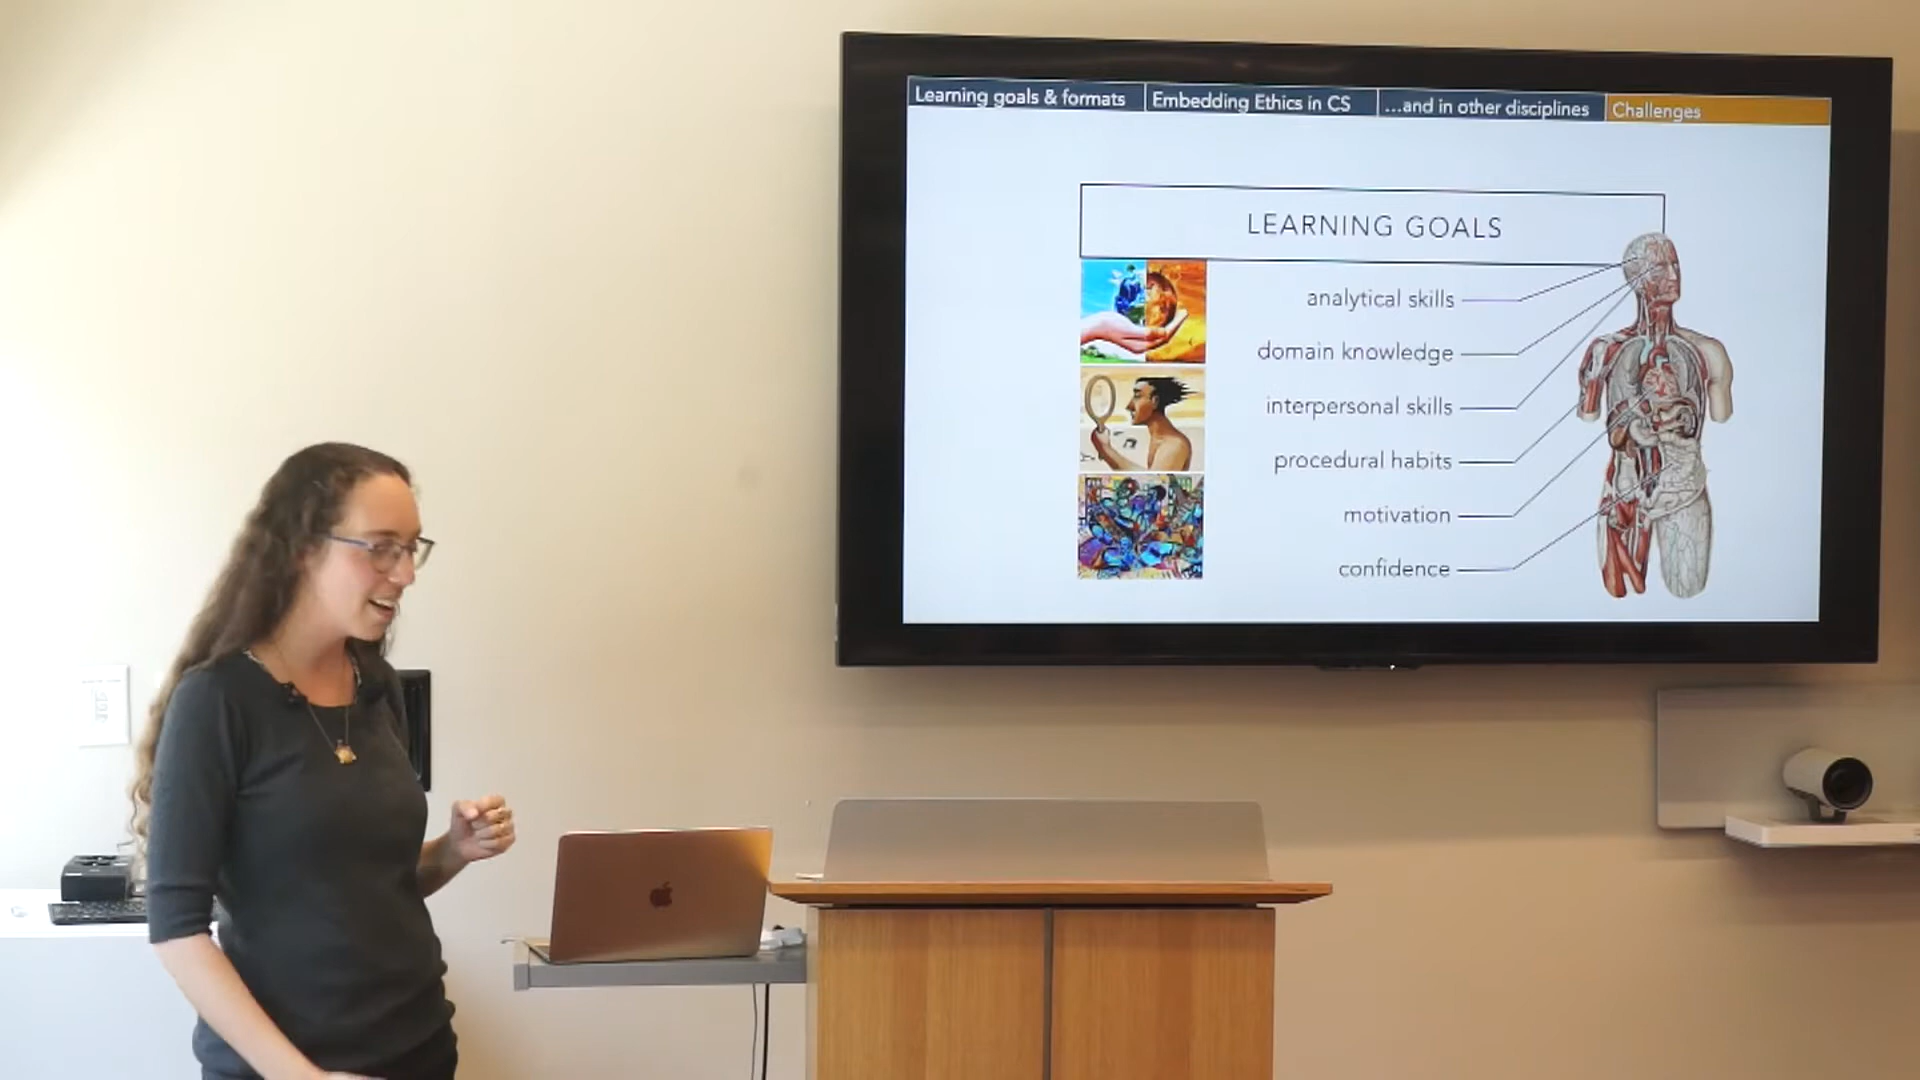 Learning goals & formats
Embedding Ethics in CS
...and in other disciplines
Challenges
LEARNING GOALS
analytical skills
domain knowledge
interpersonal skills
procedural habits
motivation
confidence